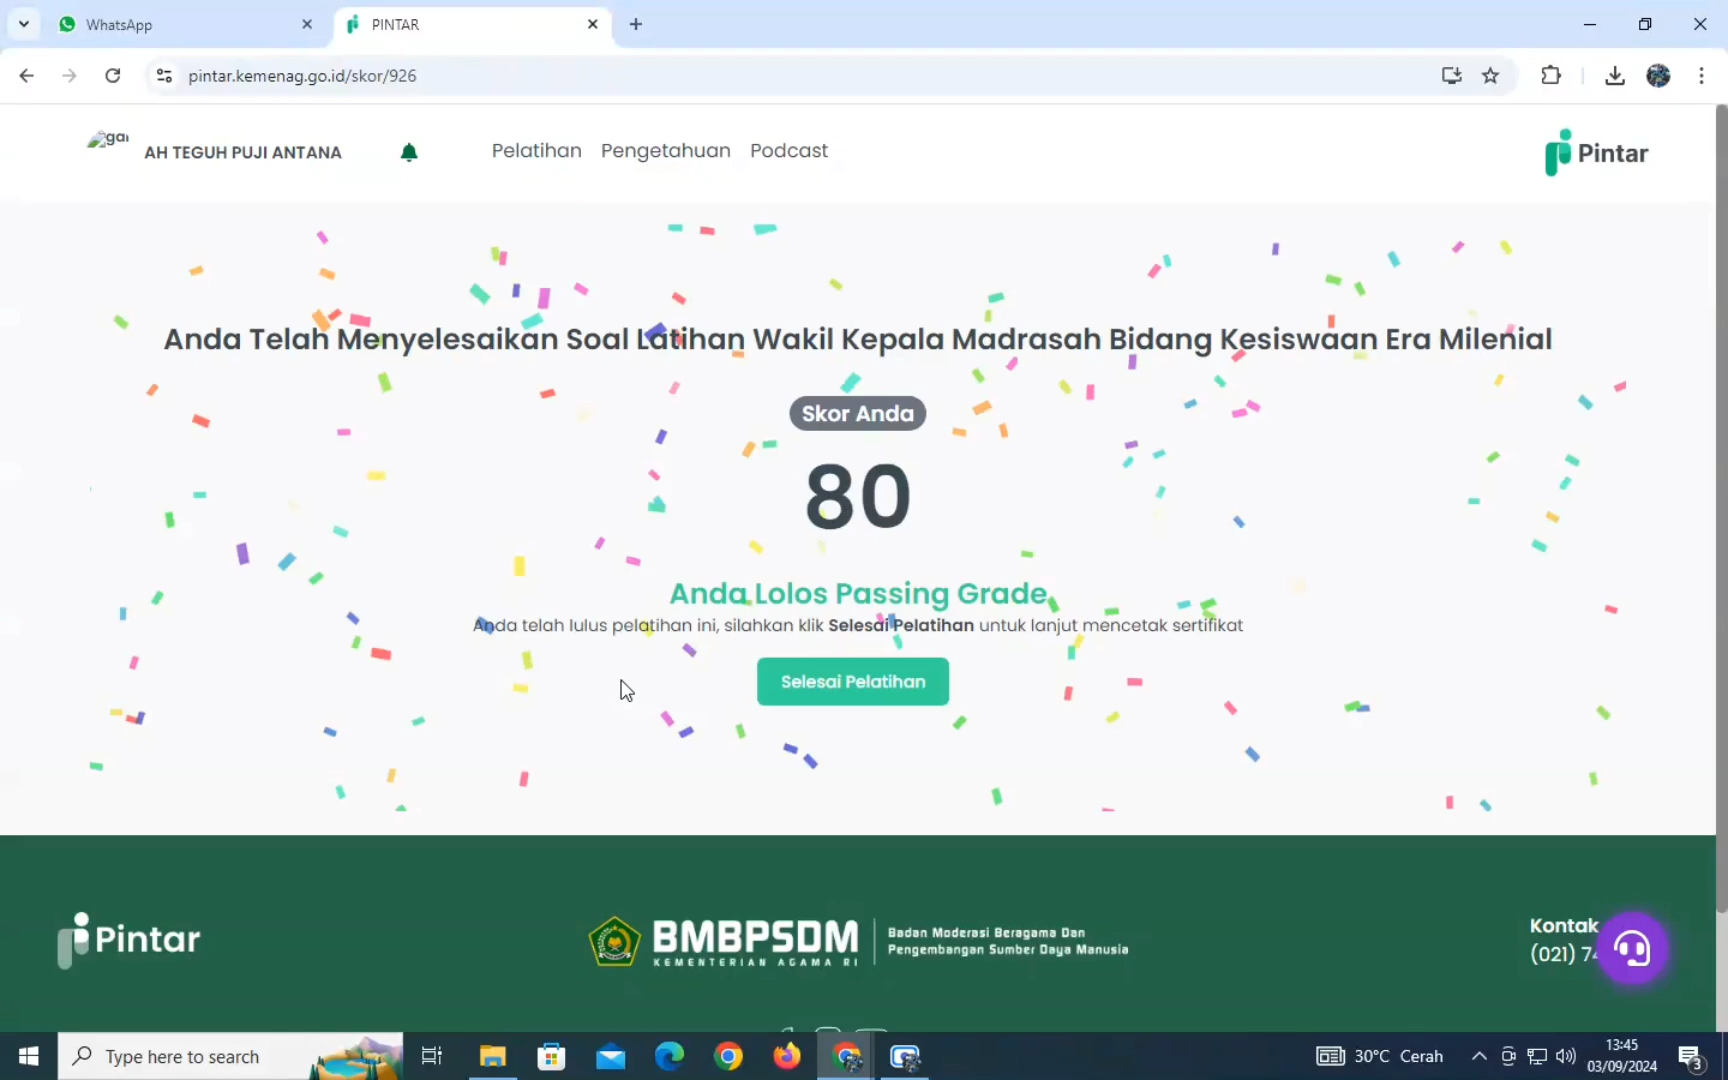 WhatsApp
PINTAR
pintar.kemenag.go.id/skor/926
AH TEGUH PUJI ANTANA
Pelatihan
Pengetahuan
Podcast
Pintar
Anda Telah Menyelesaikan Soal Latihan Wakil Kepala Madrasah Bidang Kesiswaan Era Milenial
Skor Anda
80
Anda Lolos Passing Grade
Anda telah lulus pelatihan ini, silahkan klik Selesai Pelatihan untuk lanjut mencetak sertifikat
Selesai Pelatihan
Pintar
BMBPSDM
KEMENTERIAN AGAMA RI
Badan Moderasi Beragama Dan
Pengembangan Sumber Daya Manusia
Kontak
(021)
Type here to search
30°C Cerah
13:45
03/09/2024
3